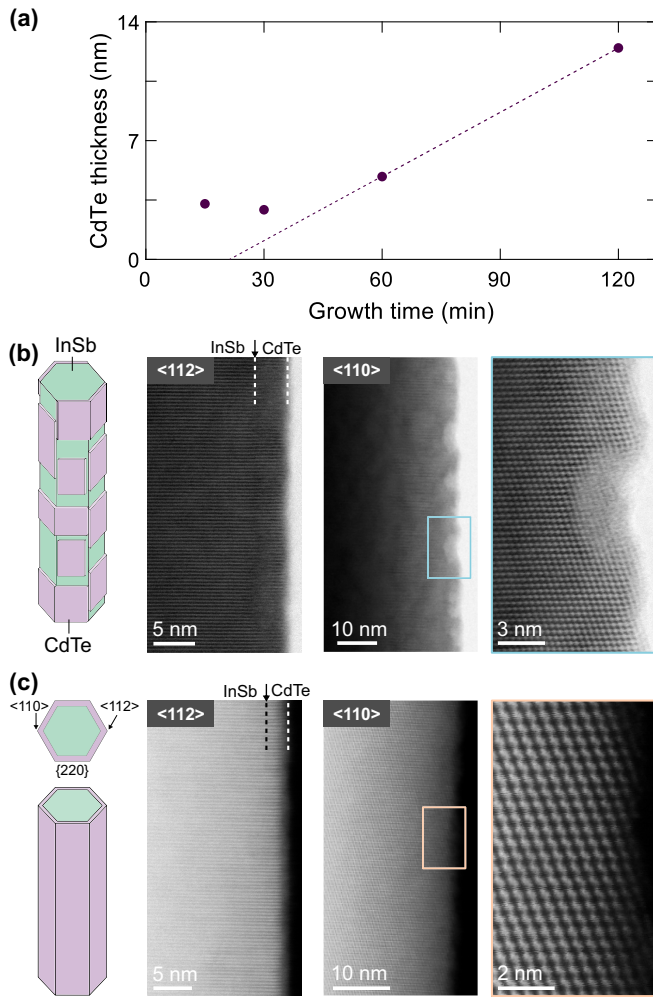 (a)
CdTe thickness (nm)
14
7
0
0
30
60
90
120
Growth time (min)
(b)
InSb
CdTe
InSb
CdTe
<112>
5 nm
<110>
10 nm
3 nm
(c)
<110>
<112>
{220}
InSb
CdTe
<112>
5 nm
<110>
10 nm
2 nm